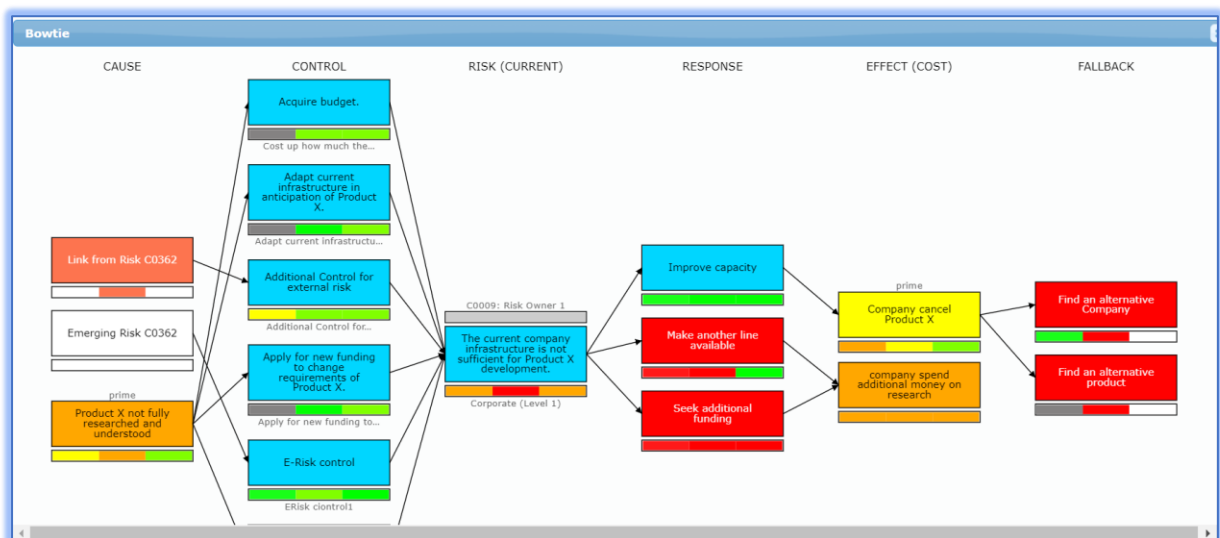 Bowtie
CAUSE
CONTROL
RISK (CURRENT)
RESPONSE
EFFECT (COST)
FALLBACK
Link from Risk C0362
Emerging Risk C0362
prime
Product X not fully
researched and
understood
Acquire budget.
Cost up how much the...
Adapt current
infrastructure in
anticipation of Product
X.
Adapt current infrastructu...
Additional Control for
external risk
Additional Control for...
Apply for new funding
to change
requirements of
Product X.
Apply for new funding to...
E-Risk control
ERisk ciontrol1
C0009: Risk Owner 1
The current company
infrastructure is not
sufficient for Product X
development.
Corporate (Level 1)
Improve capacity
Make another line
available
Seek additional
funding
prime
Company cancel
Product X
company spend
additional money on
research
Find an alternative
Company
Find an alternative
product